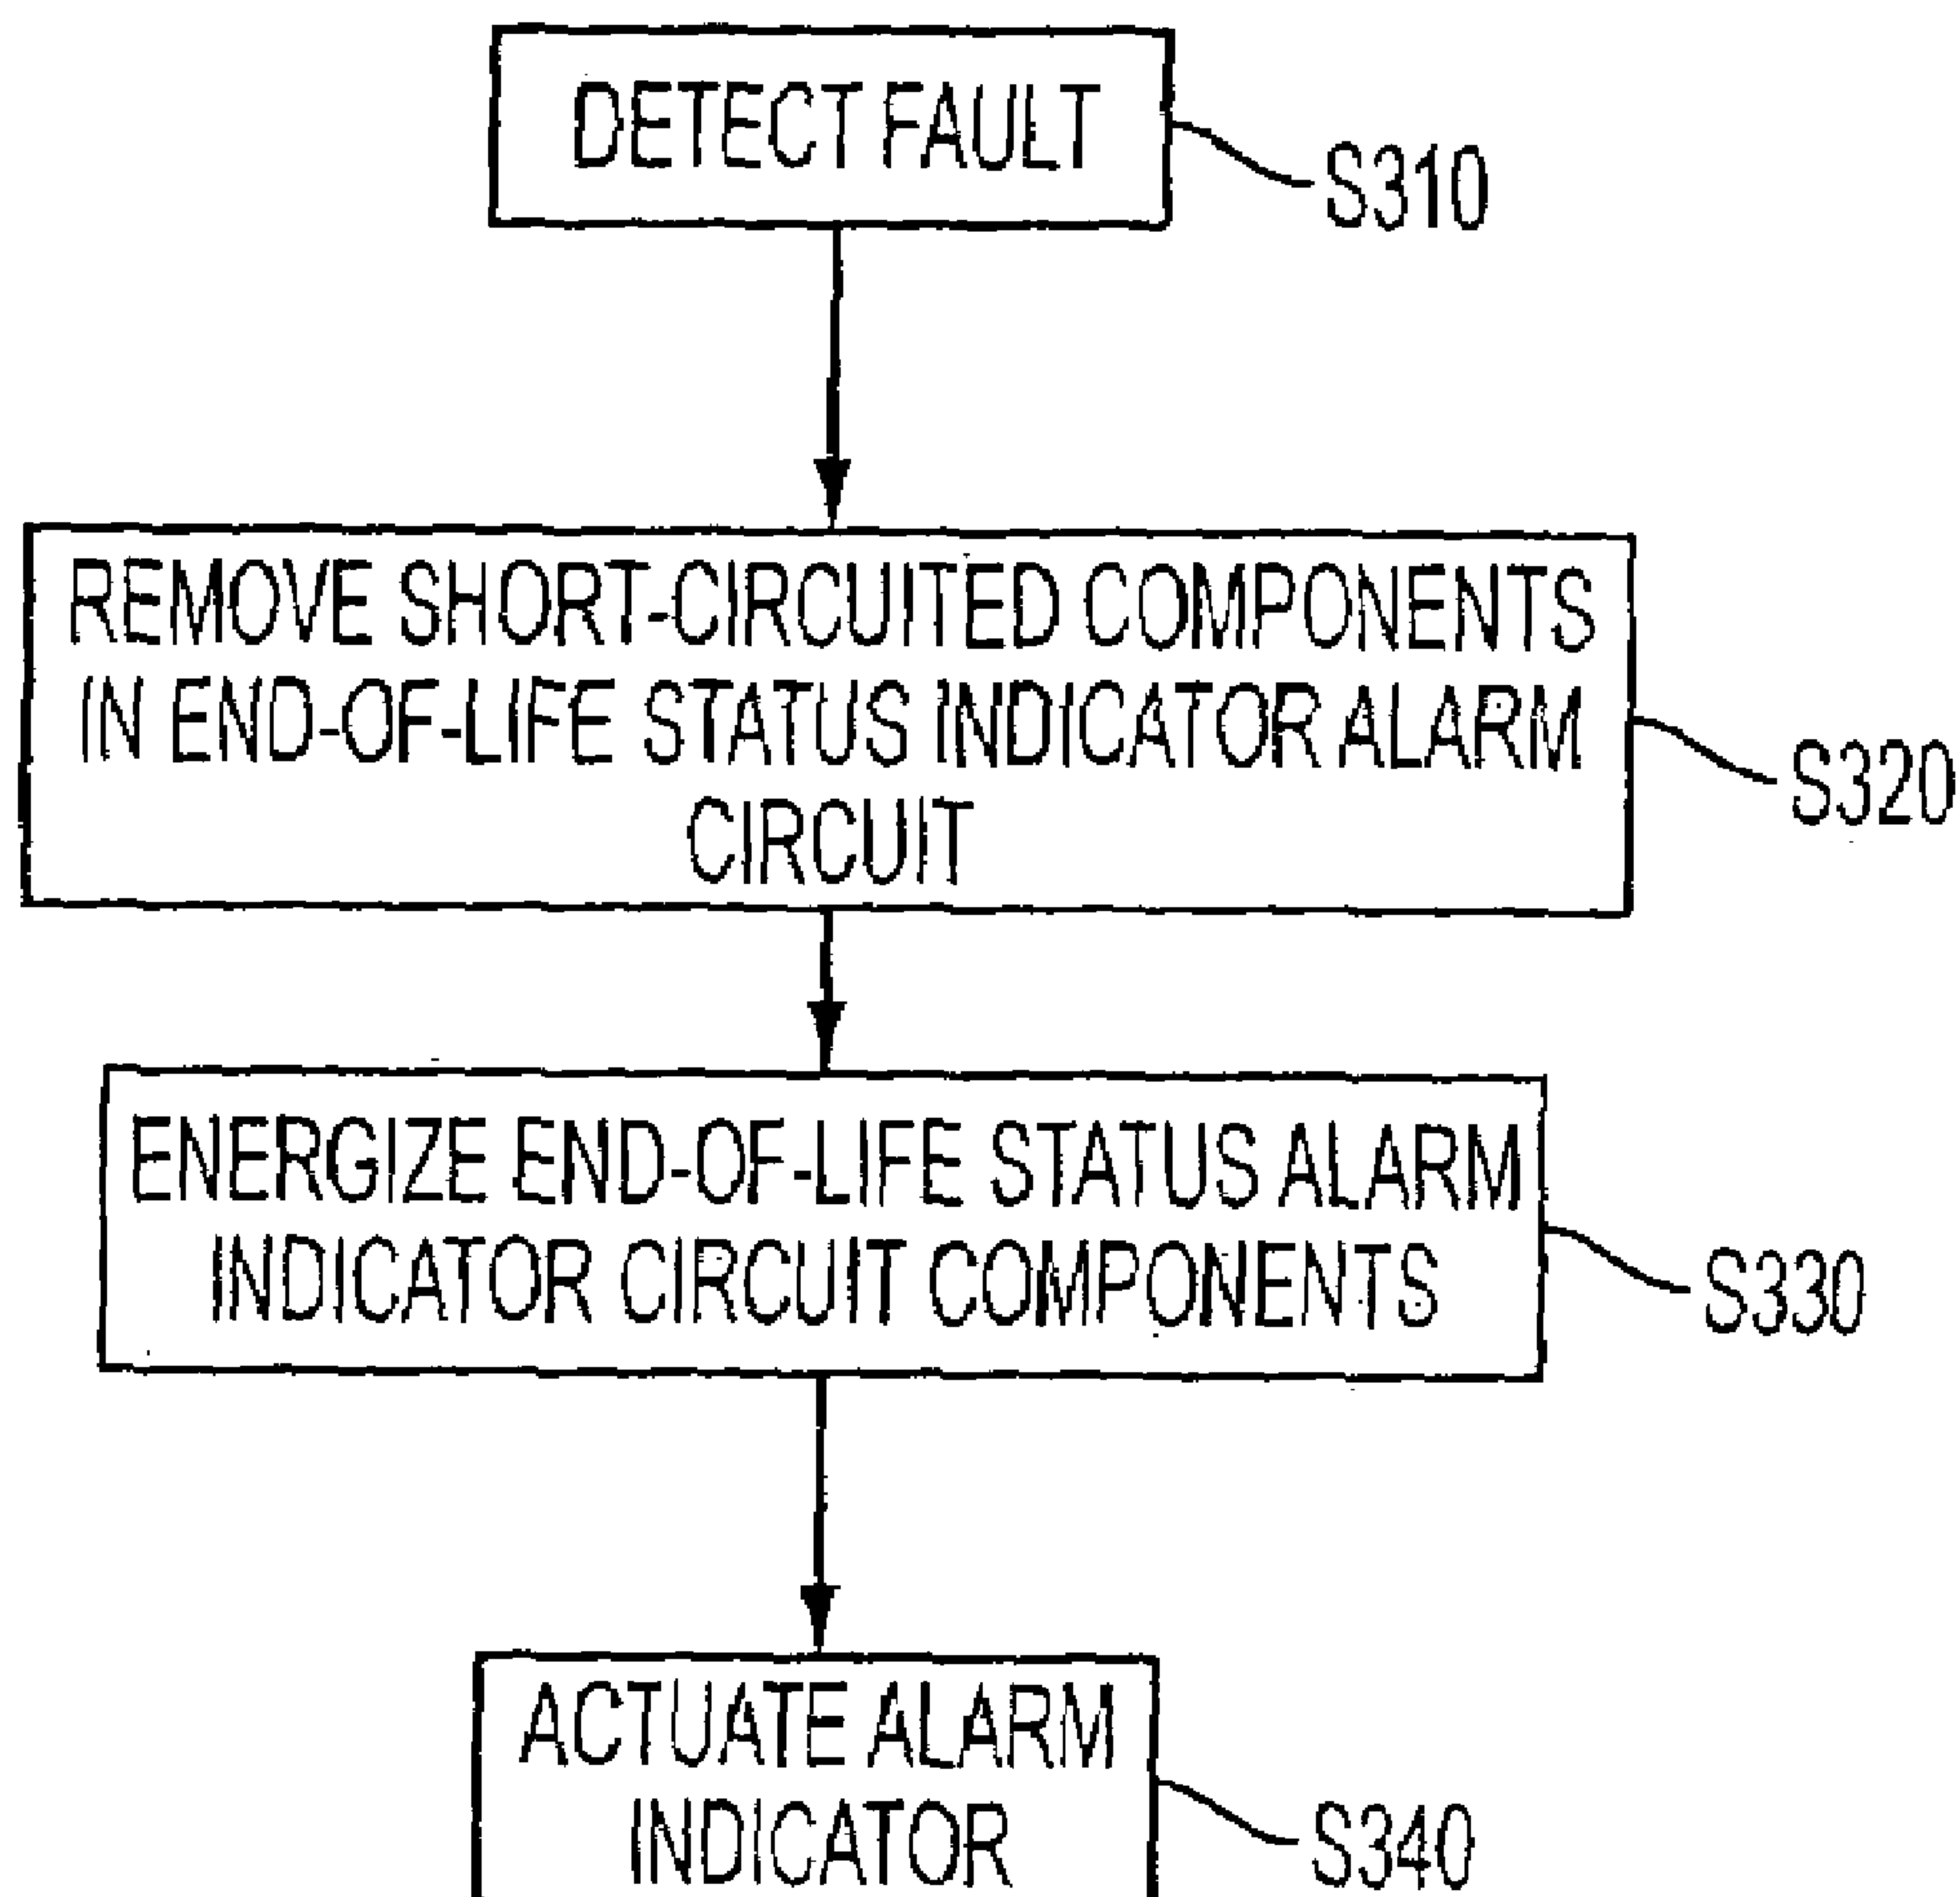 DETECT FAULT
S310
REMOVE SHORT-CIRCUITED COMPONENTS
IN END-OF-LIFE STATUS INDICATOR ALARM
CIRCUIT
S320
ENERGIZE END-OF-LIFE STATUS ALARM
INDICATOR CIRCUIT COMPONENTS
S330
ACTUATE ALARM
INDICATOR
S340